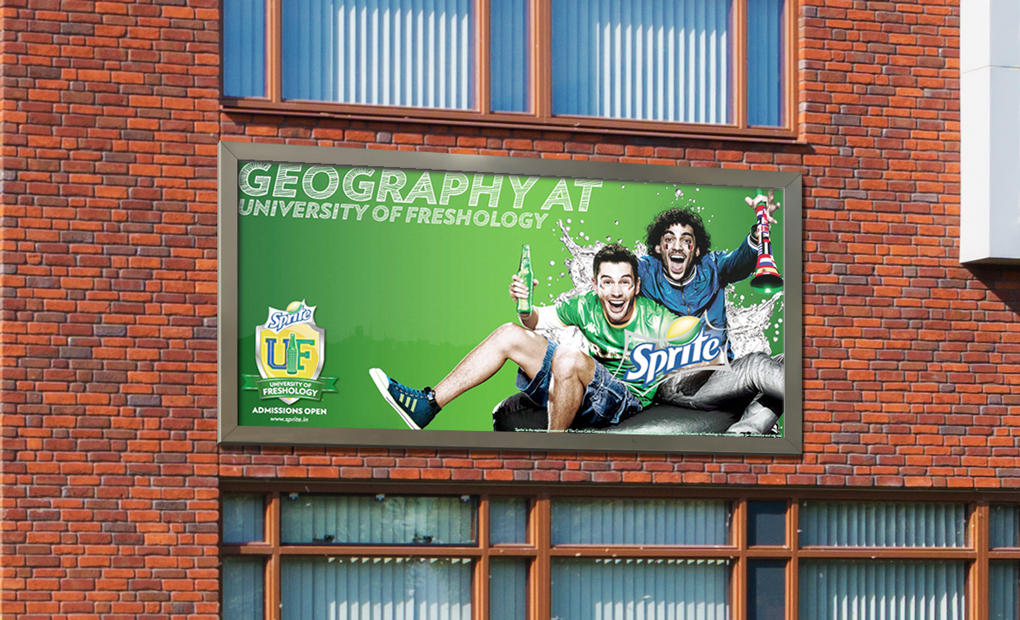 GEOGRAPHY AT
UNIVERSITY OF FRESHOLOGY
Sprite
UF
UNIVERSITY OF
FRESHOLOGY
ADMISSIONS OPEN
www.sprite.in
Sprite